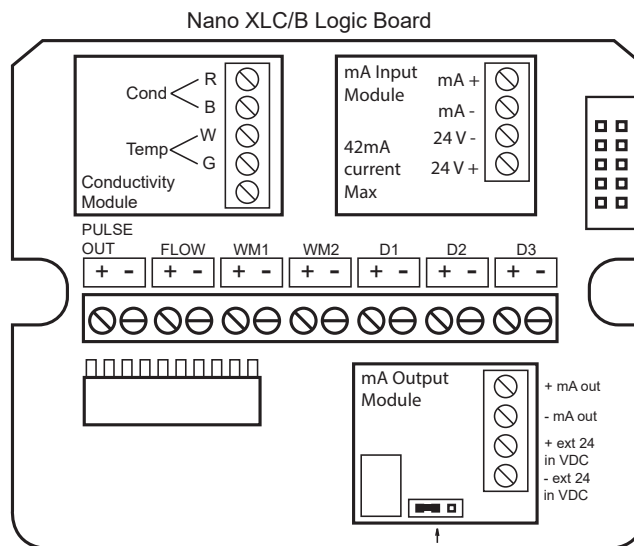 Nano XLC/B Logic Board
R
Cond
B
W
Temp
G
Conductivity
Module
mA Input
Module
42mA
current
Max
mA +
mA -
24 V -
24 V +
PULSE
OUT FLOW WM1 WM2 D1 D2 D3
+ - + - + - + - + - + - + -
mA Output
Module
+ mA out
- mA out
+ ext 24
in VDC
- ext 24
in VDC